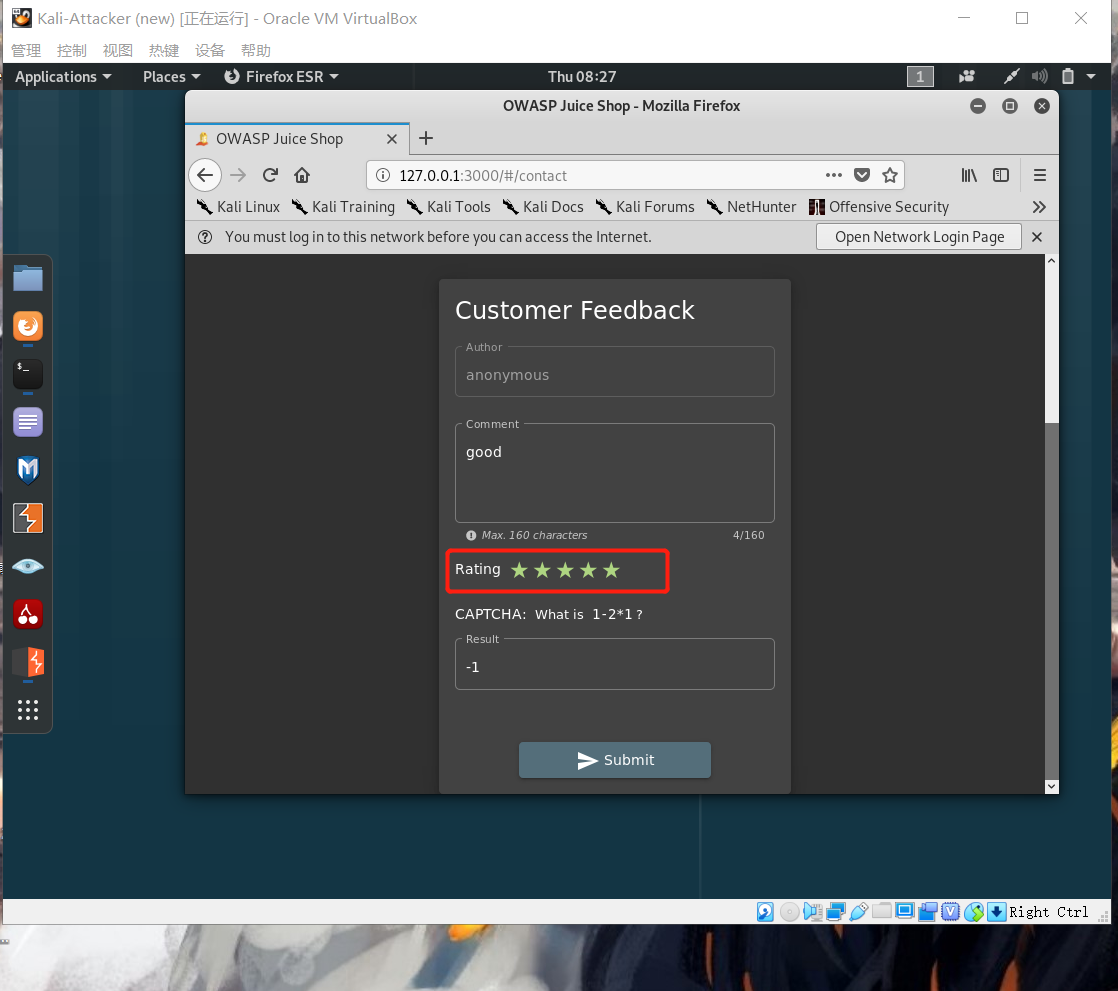 Kali-Attacker (new) [正在运行] - Oracle VM VirtualBox
管理 控制 视图 热键 设备 帮助
Applications Places Firefox ESR Thu 08:27 1
OWASP Juice Shop - Mozilla Firefox
OWASP Juice Shop
127.0.0.1:3000/#/contact
Kali Linux Kali Training Kali Tools Kali Docs Kali Forums NetHunter Offensive Security
You must log in to this network before you can access the Internet. Open Network Login Page
Customer Feedback
Author
anonymous
Comment
good
Max. 160 characters 4/160
Rating
CAPTCHA: What is 1-2*1 ?
Result
-1
Submit
Right Ctrl